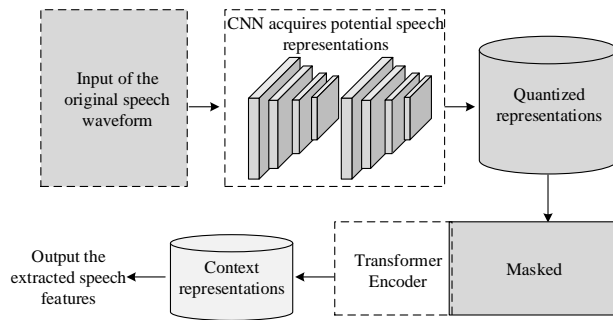 CNN acquires potential speech
representations
Input of the
original speech
waveform
Quantized
representations
Transformer
Encoder
Masked
Context
representations
Output the
extracted speech
features